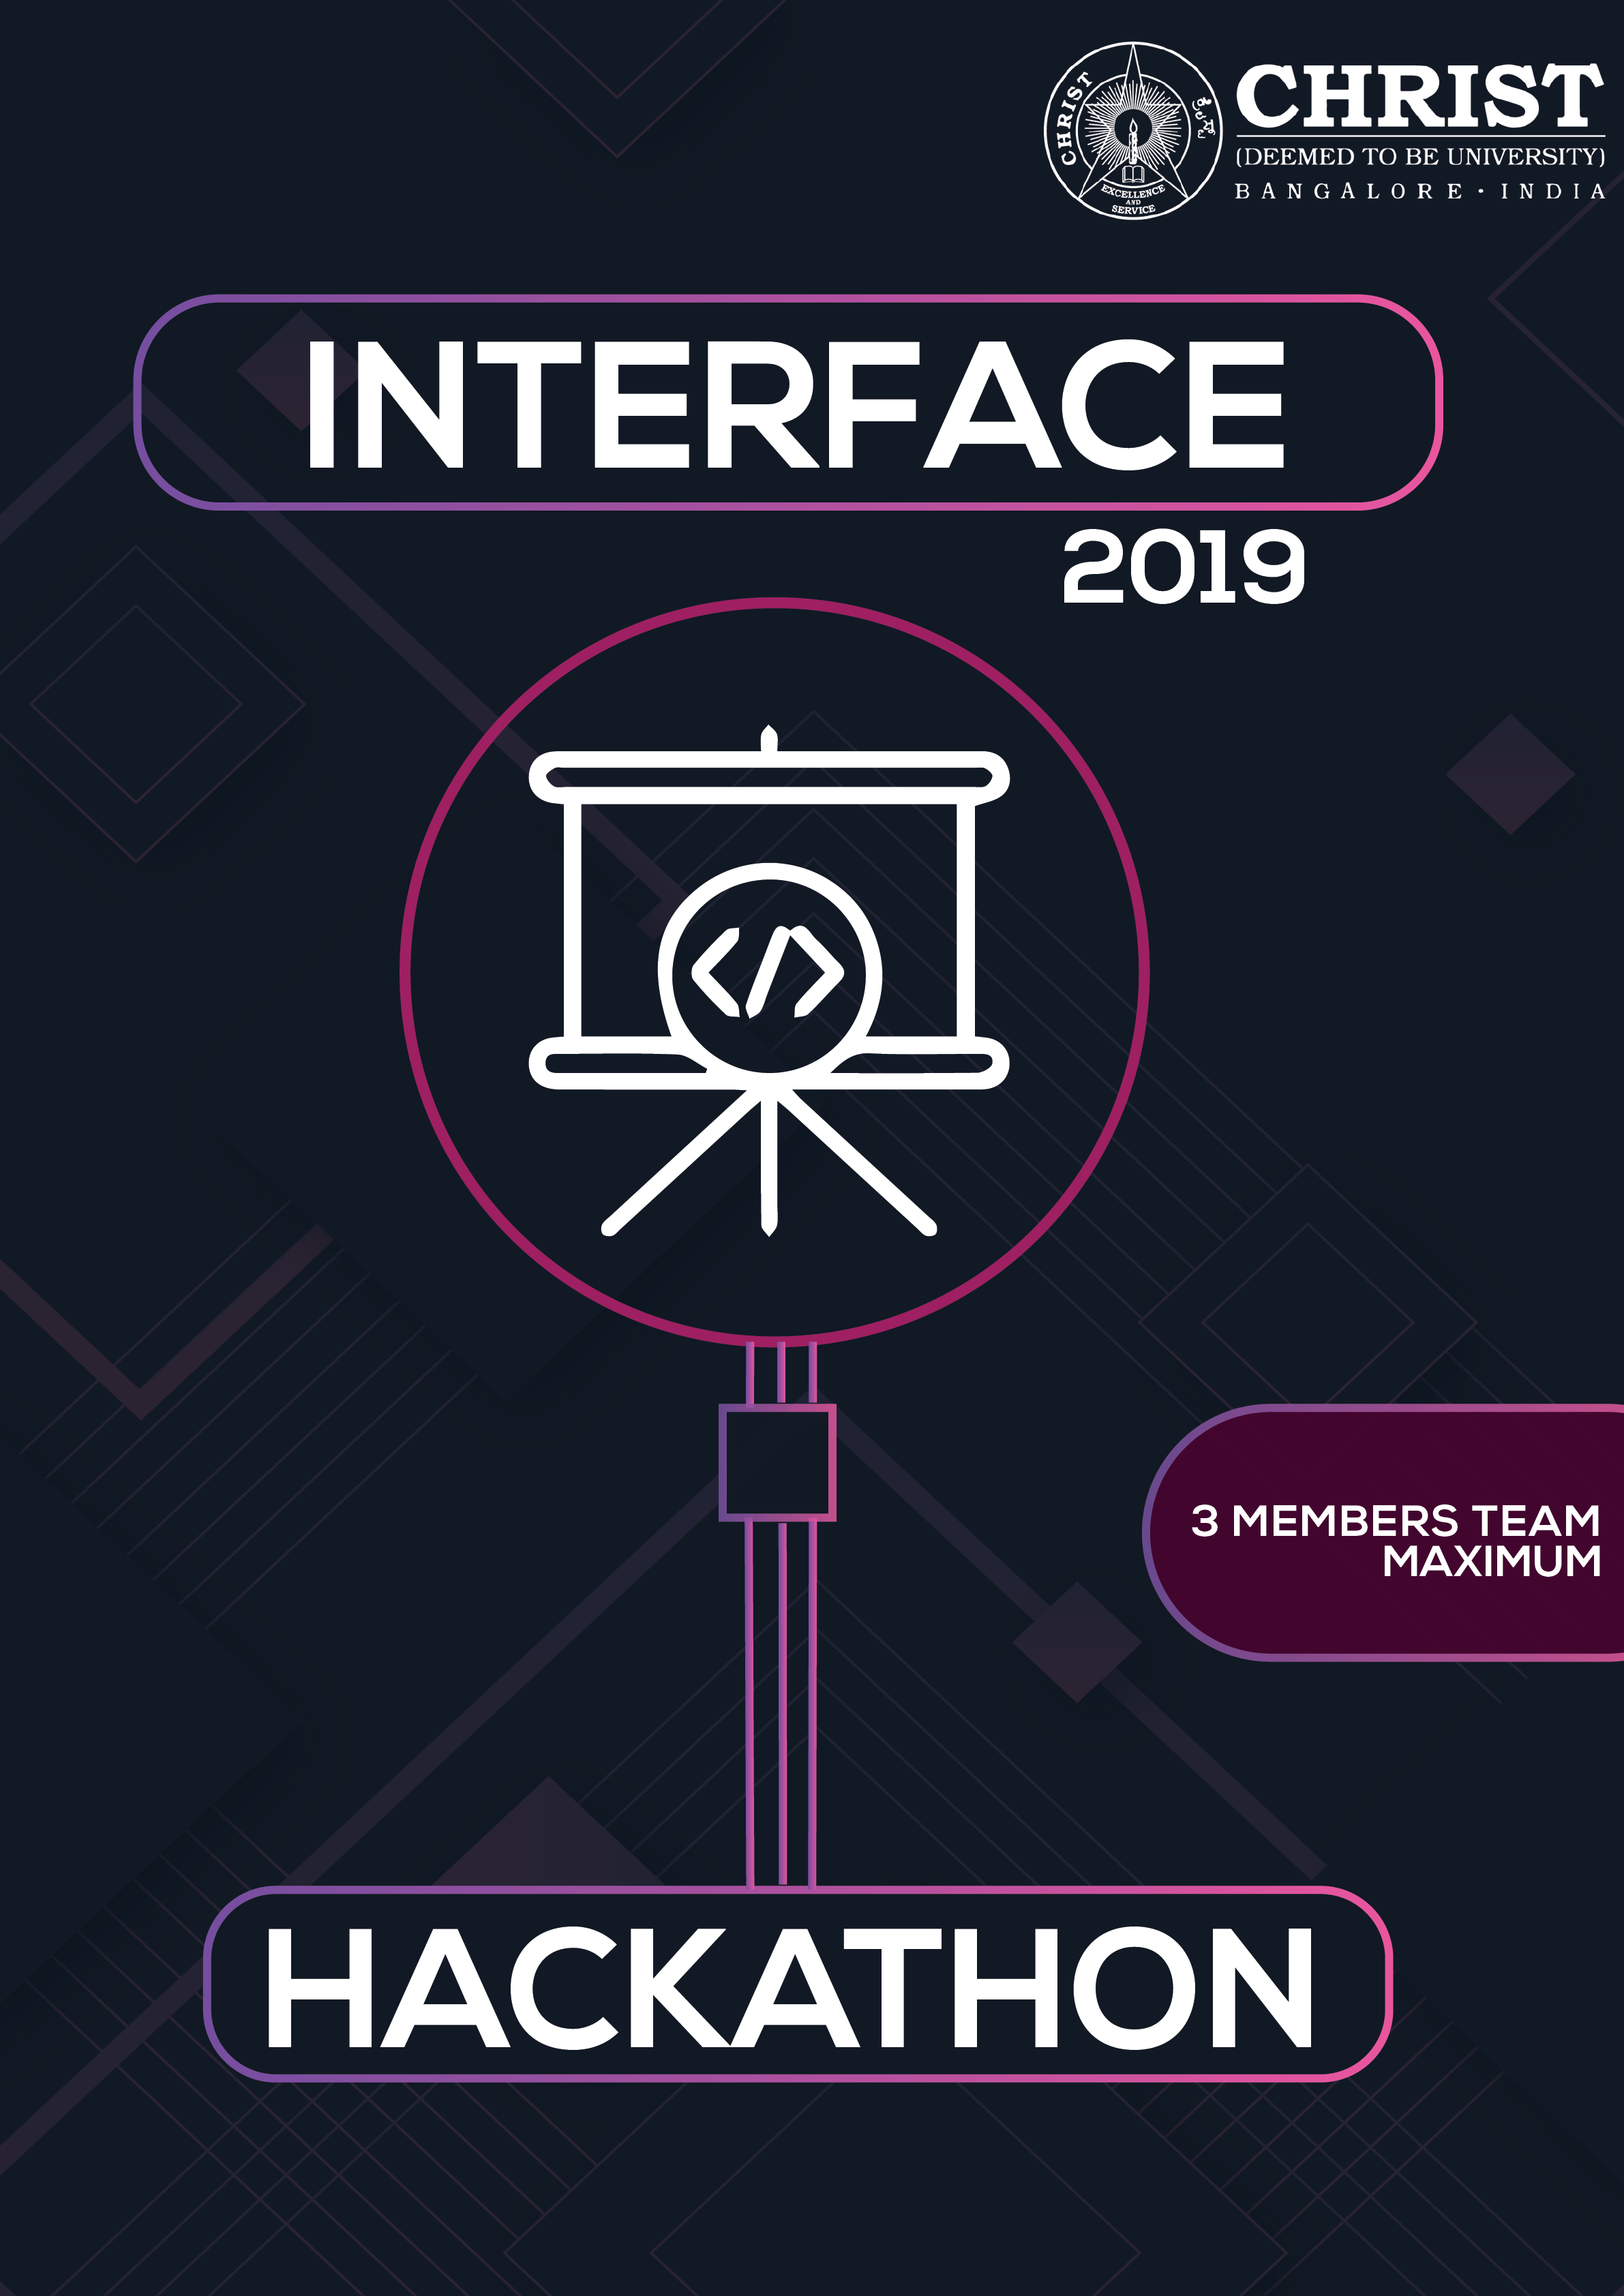 CHRIST
EXCELLENCE
AND
SERVICE
CHRIST
(DEEMED TO BE UNIVERSITY)
BANGALORE · INDIA
INTERFACE
2019
</>
3 MEMBERS TEAM
MAXIMUM
HACKATHON